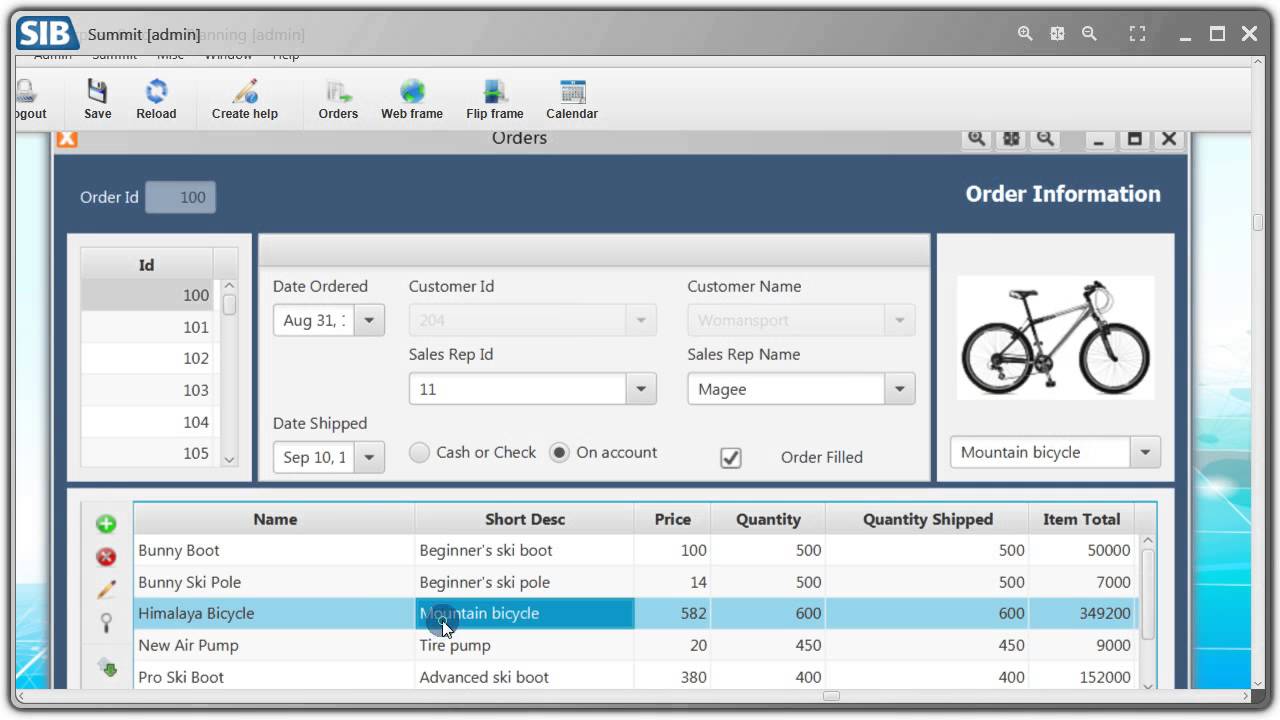 SIB Summit [admin]anning [admin]
Admin Summit Misc Window Help
ogout Save Reload Create help Orders Web frame Flip frame Calendar
Orders
Order Id 100
Order Information
Id
100
101
102
103
104
105
Date Ordered Customer Id Customer Name
Aug 31, 204 Womansport
Sales Rep Id Sales Rep Name
11 Magee
Date Shipped
Sep 10, 1 Cash or Check On account Order Filled
Mountain bicycle
Name Short Desc Price Quantity Quantity Shipped Item Total
Bunny Boot Beginner's ski boot 100 500 500 50000
Bunny Ski Pole Beginner's ski pole 14 500 500 7000
Himalaya Bicycle Mountain bicycle 582 600 600 349200
New Air Pump Tire pump 20 450 450 9000
Pro Ski Boot Advanced ski boot 380 400 400 152000